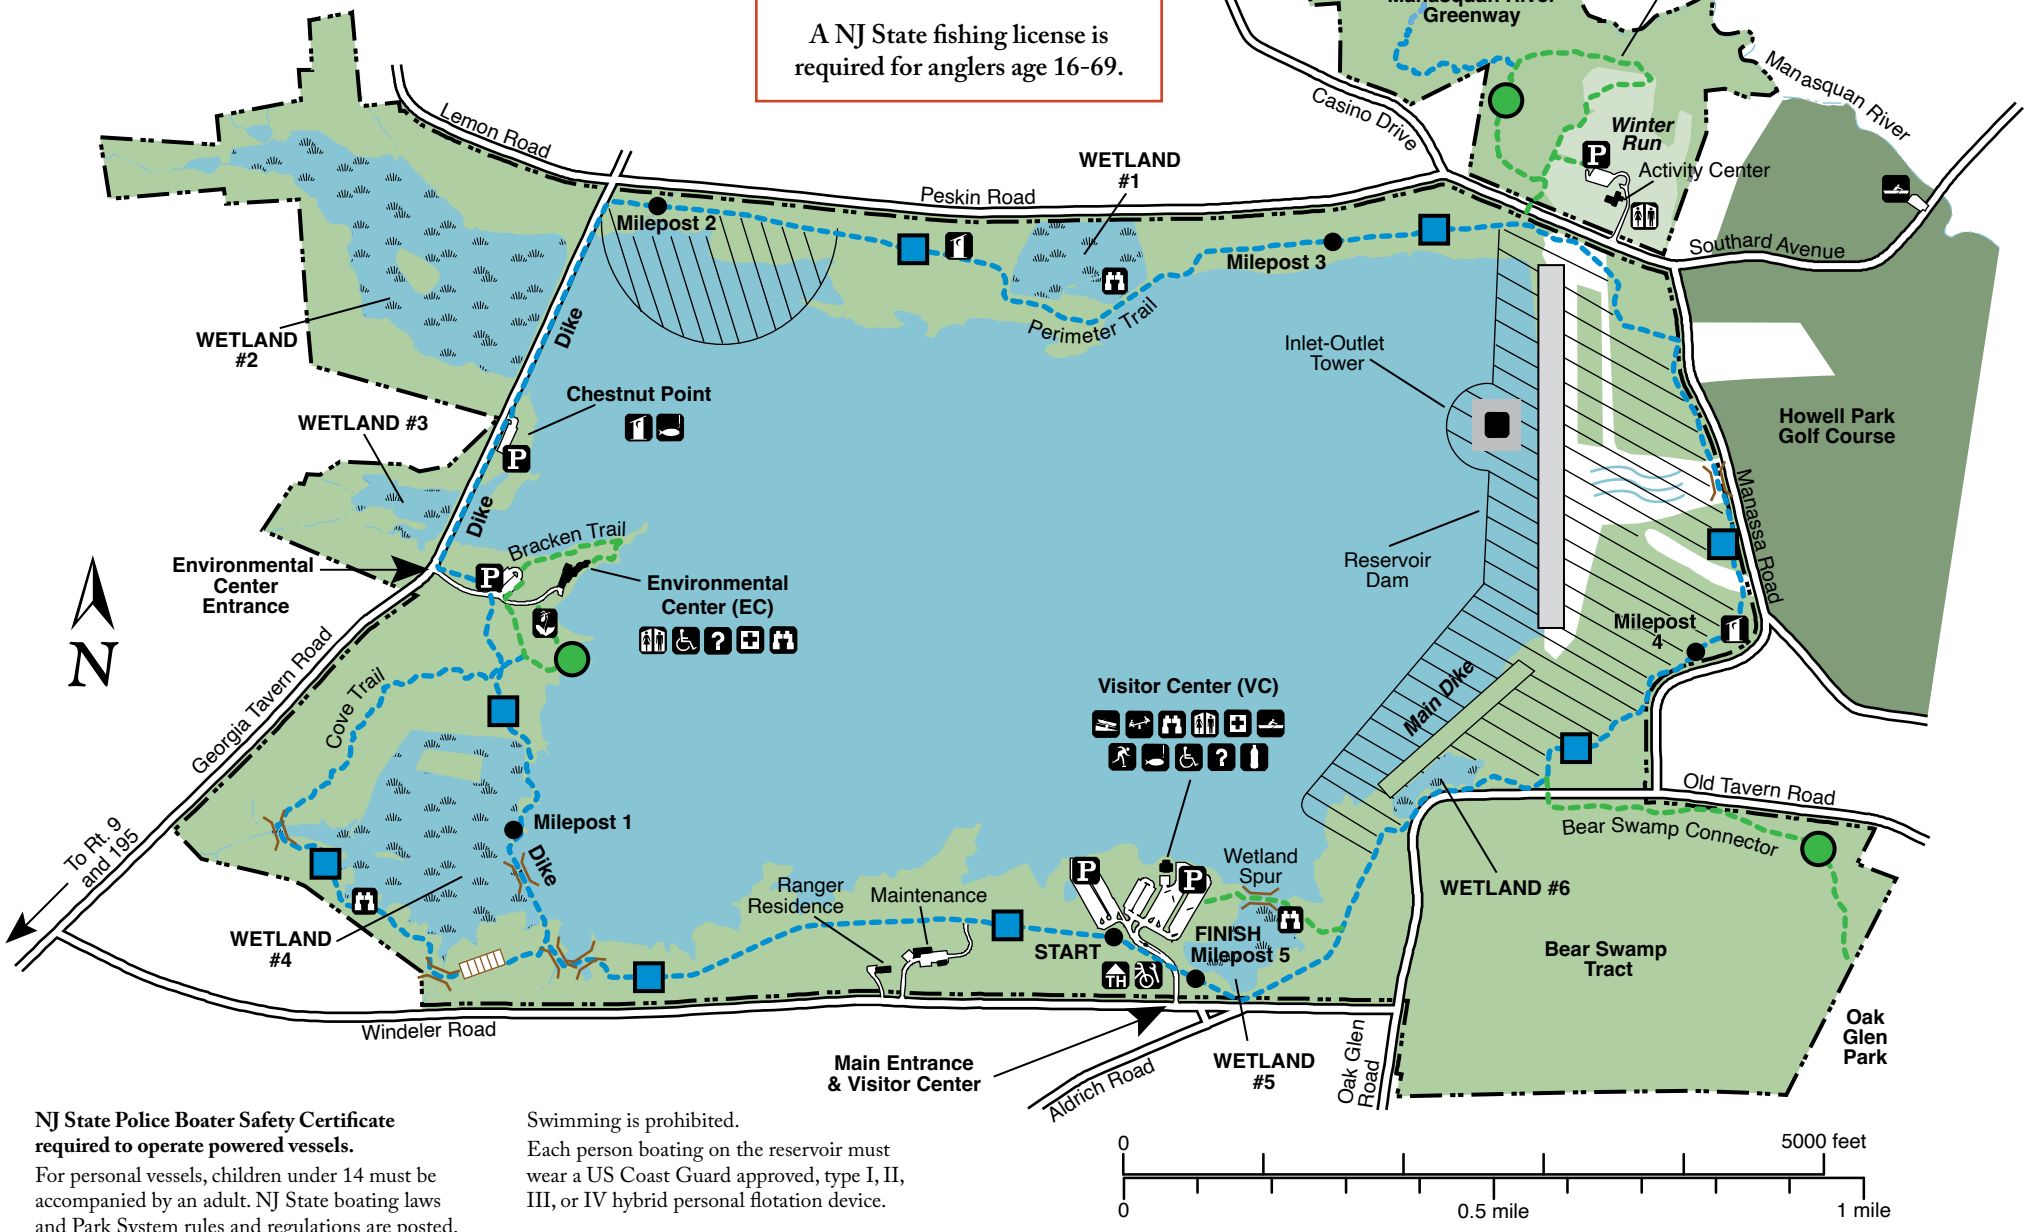 A NJ State fishing license is
required for anglers age 16-69.
Manasquan River
Greenway
Manasquan River
Casino Drive
Lemon Road
Winter
Run
P
Activity Center
WETLAND
#1
Peskin Road
Southard Avenue
Milepost 2
Milepost 3
Perimeter Trail
Dike
WETLAND
#2
Inlet-Outlet
Tower
Chestnut Point
WETLAND #3
P
Howell Park
Golf Course
Dike
Manassa Road
Bracken Trail
Reservoir
Dam
Environmental
Center
Entrance
P
Environmental
Center (EC)
?
N
Milepost
4
Georgia Tavern Road
Cove Trail
Visitor Center (VC)
?
Main Dike
Old Tavern Road
Milepost 1
Dike
Bear Swamp Connector
To Rt. 9
and 195
Wetland
Spur
P
P
Ranger
Residence
Maintenance
WETLAND #6
WETLAND
#4
START
FINISH
Milepost 5
TH
Bear Swamp
Tract
Windeler Road
Oak
Glen
Park
Main Entrance
& Visitor Center
Aldrich Road
WETLAND
#5
Oak Glen
Road
NJ State Police Boater Safety Certificate
required to operate powered vessels.
For personal vessels, children under 14 must be
accompanied by an adult. NJ State boating laws
and Park System rules and regulations are posted.
Swimming is prohibited.
Each person boating on the reservoir must
wear a US Coast Guard approved, type I, II,
III, or IV hybrid personal flotation device.
0
5000 feet
0
0.5 mile
1 mile